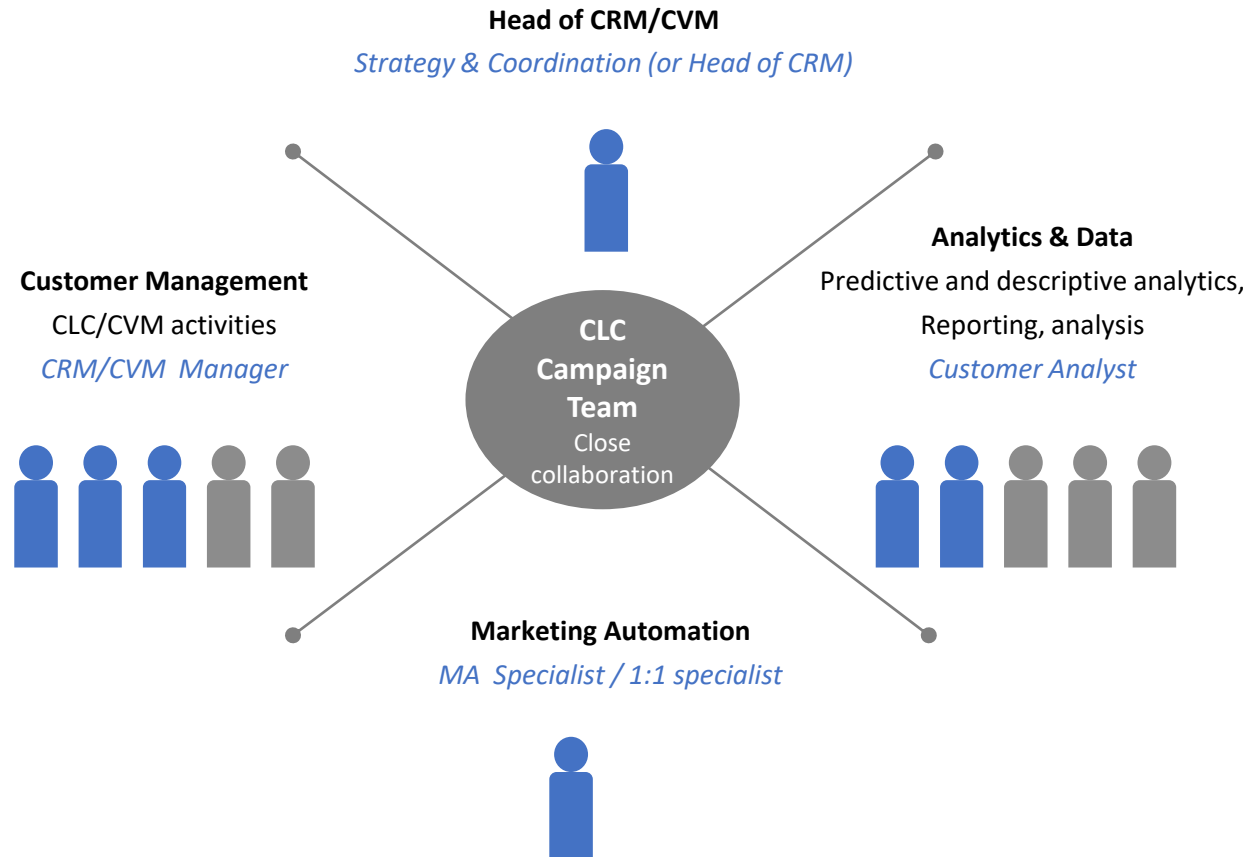 Head of CRM/CVM
Strategy & Coordination (or Head of CRM)
Customer Management
CLC/CVM activities
CRM/CVM  Manager
CLC
Campaign
Team
Close
collaboration
Analytics & Data
Predictive and descriptive analytics,
Reporting, analysis
Customer Analyst
Marketing Automation
MA  Specialist / 1:1 specialist